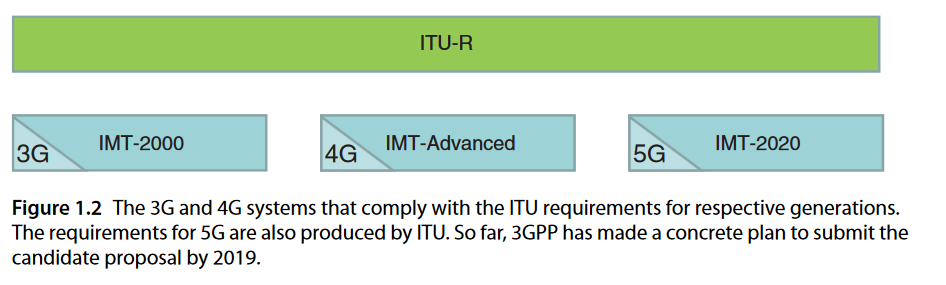 ITU-R
3G IMT-2000
4G IMT-Advanced
5G IMT-2020
Figure 1.2 The 3G and 4G systems that comply with the ITU requirements for respective generations.
The requirements for 5G are also produced by ITU. So far, 3GPP has made a concrete plan to submit the
candidate proposal by 2019.